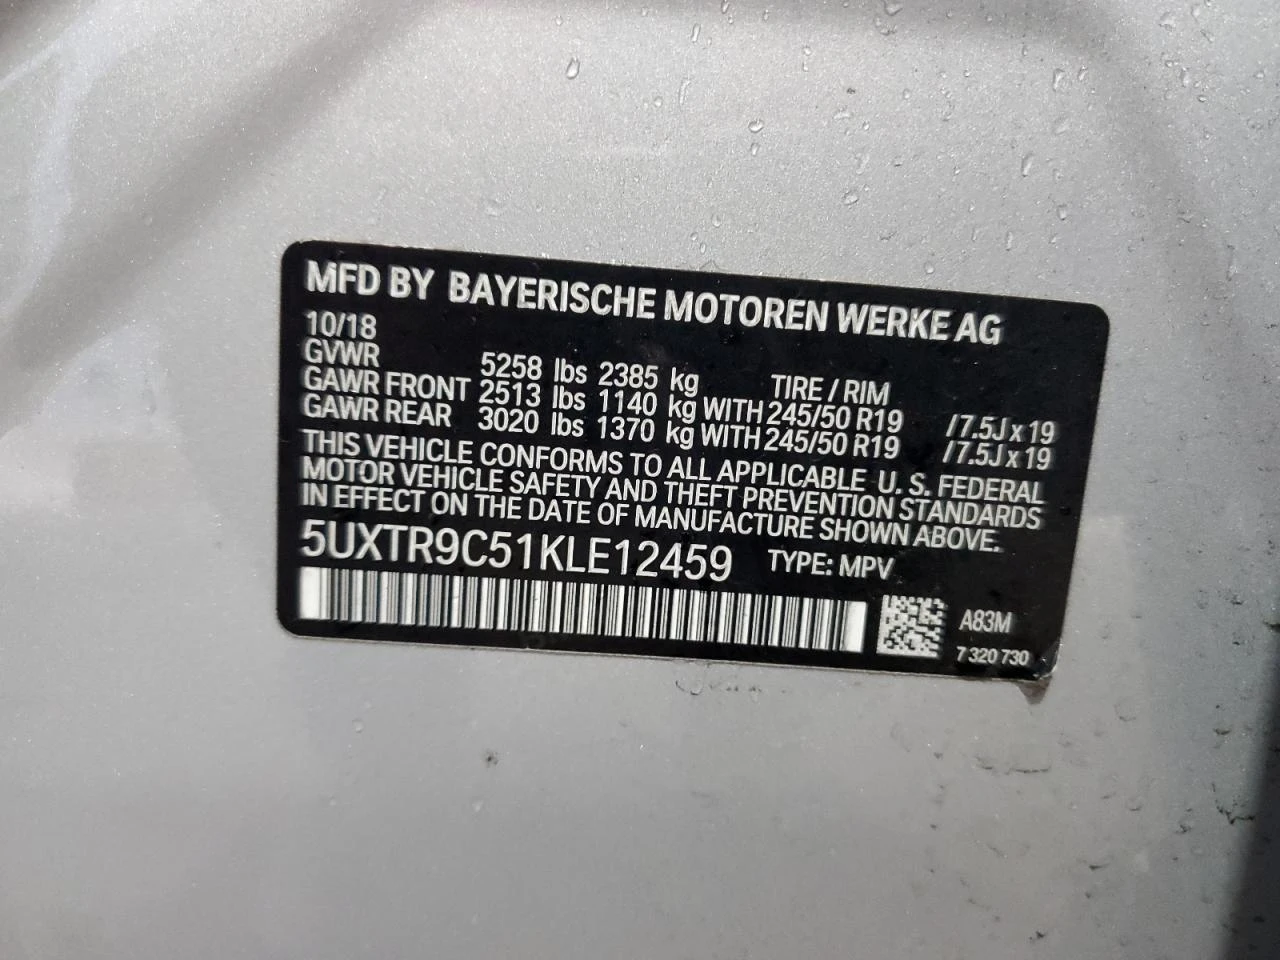 MFD BY BAYERISCHE MOTOREN WERKE AG
10/18
GVWR 5258 lbs 2385 kg TIRE / RIM
GAWR FRONT 2513 lbs 1140 kg WITH 245/50 R19 / 7.5J x 19
GAWR REAR 3020 lbs 1370 kg WITH 245/50 R19 / 7.5J x 19
THIS VEHICLE CONFORMS TO ALL APPLICABLE U. S. FEDERAL
MOTOR VEHICLE SAFETY AND THEFT PREVENTION STANDARDS
IN EFFECT ON THE DATE OF MANUFACTURE SHOWN ABOVE.
5UXTR9C51KLE12459 TYPE: MPV
A83M
7 320 730